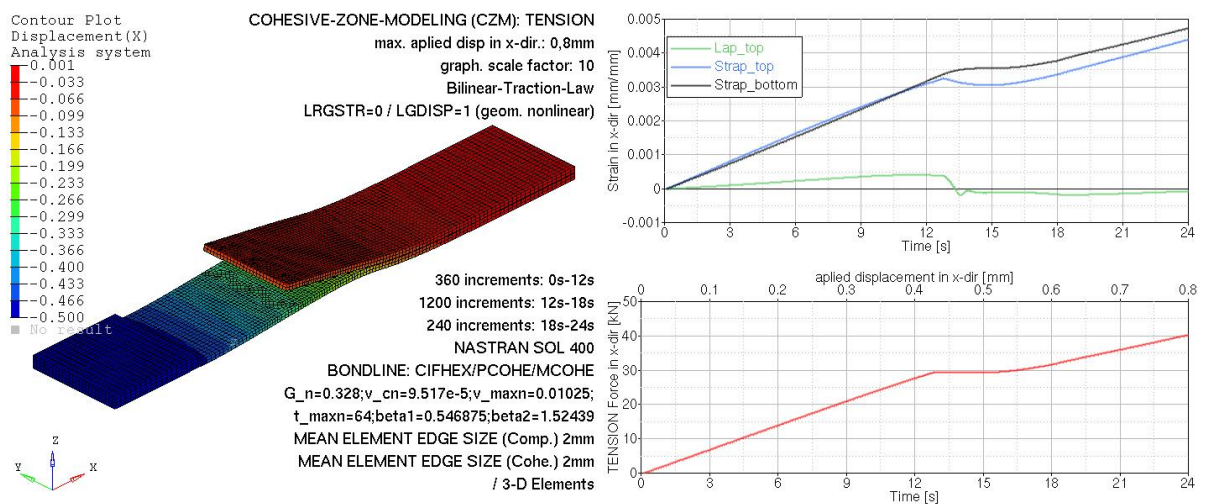 Contour Plot
Displacement(X)
Analysis system
0.001
-0.033
-0.066
-0.099
-0.133
-0.166
-0.199
-0.233
-0.266
-0.299
-0.333
-0.366
-0.400
-0.433
-0.466
-0.500
No result
COHESIVE-ZONE-MODELING (CZM): TENSION
max. aplied disp in x-dir.: 0,8mm
graph. scale factor: 10
Bilinear-Traction-Law
LRGSTR=0 / LGDISP=1 (geom. nonlinear)
360 increments: 0s-12s
1200 increments: 12s-18s
240 increments: 18s-24s
NASTRAN SOL 400
BONDLINE: CIFHEX/PCOHE/MCOHE
G_n=0.328;v_cn=9.517e-5;v_maxn=0.01025;
t_maxn=64;beta1=0.546875;beta2=1.52439
MEAN ELEMENT EDGE SIZE (Comp.) 2mm
MEAN ELEMENT EDGE SIZE (Cohe.) 2mm
/ 3-D Elements
Z
Y
X
Z
Lap_top
Strap_top
Strap_bottom
Strain in x-dir [mm/mm]
0.005
0.004
0.003
0.002
0.001
0
-0.001
0 3 6 9 12 15 18 21 24
Time [s]
aplied displacement in x-dir [mm]
0 0.1 0.2 0.3 0.4 0.5 0.6 0.7 0.8
TENSION Force in x-dir [kN]
50
40
30
20
10
0
0 3 6 9 12 15 18 21 24
Time [s]